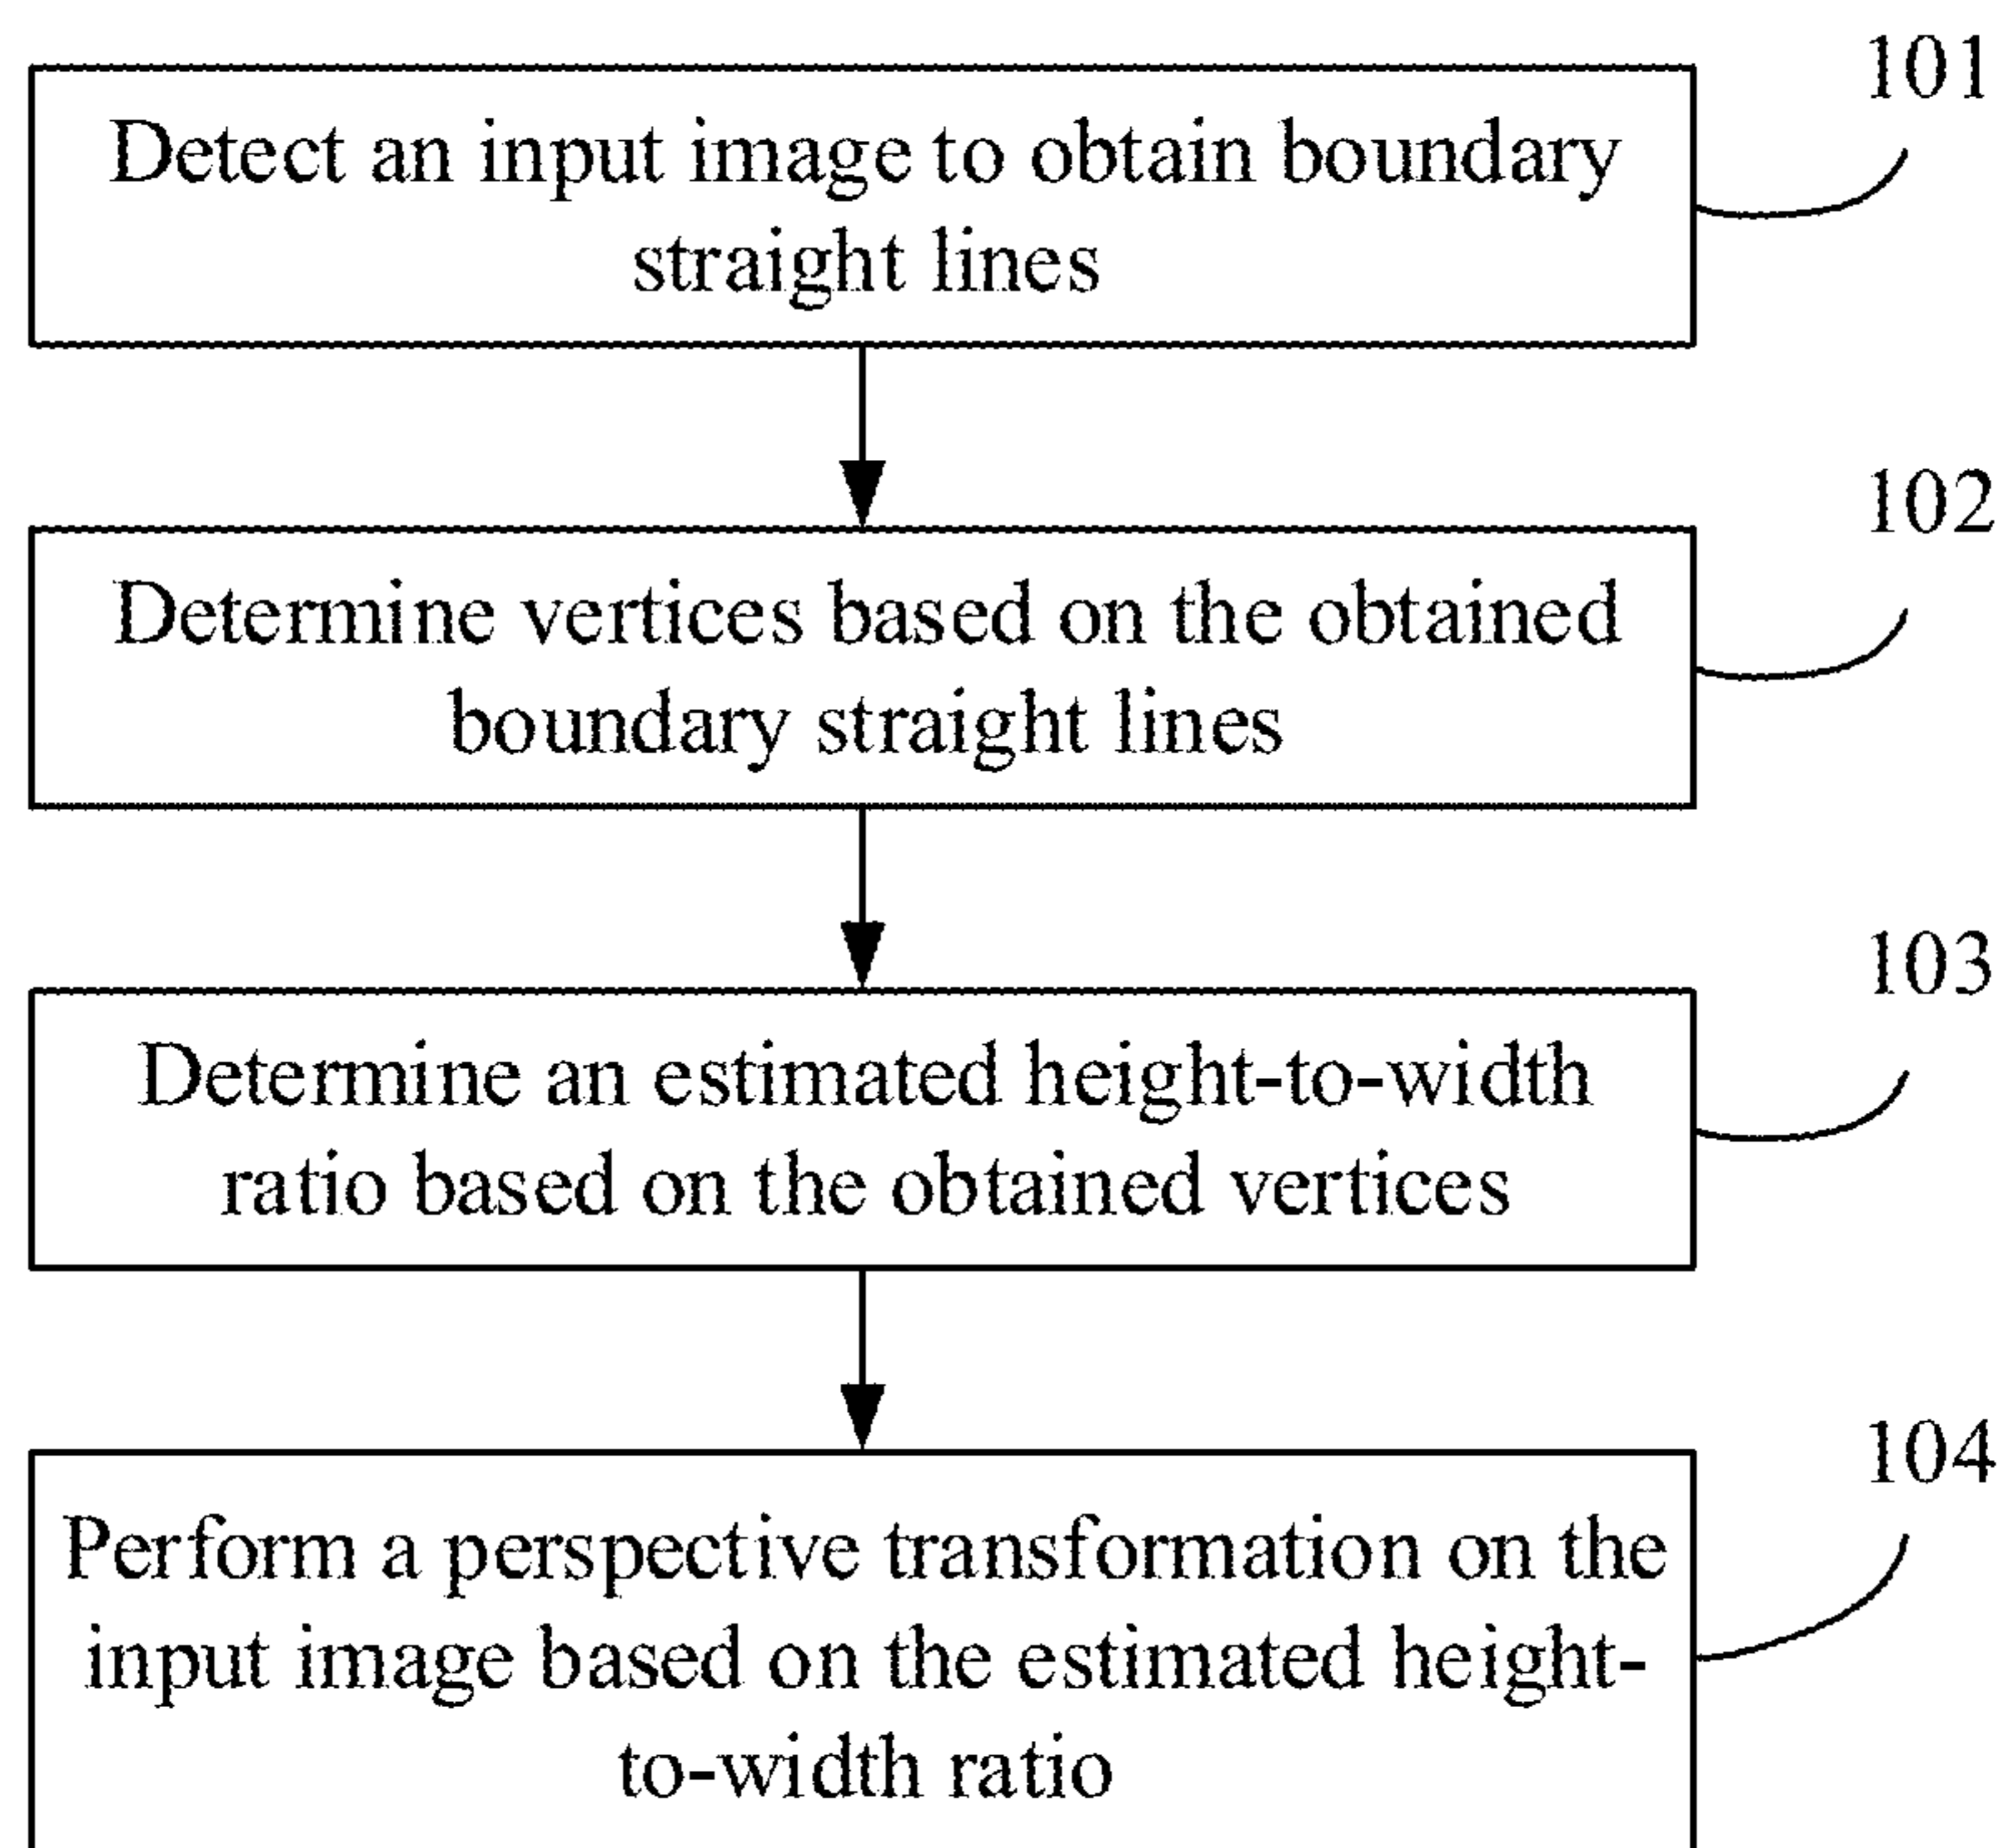 101
Detect an input image to obtain boundary
straight lines
102
Determine vertices based on the obtained
boundary straight lines
103
Determine an estimated height-to-width
ratio based on the obtained vertices
104
Perform a perspective transformation on the
input image based on the estimated height-
to-width ratio